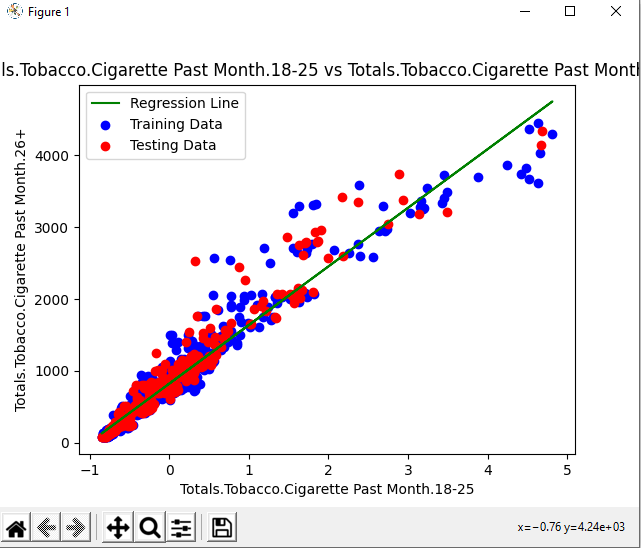 Figure 1
ls.Tobacco.Cigarette Past Month.18-25 vs Totals.Tobacco.Cigarette Past Mont
Regression Line
Training Data
Testing Data
Totals.Tobacco.Cigarette Past Month.26+
4000
3000
2000
1000
0
−1 0 1 2 3 4 5
Totals.Tobacco.Cigarette Past Month.18-25
x=−0.76 y=4.24e+03